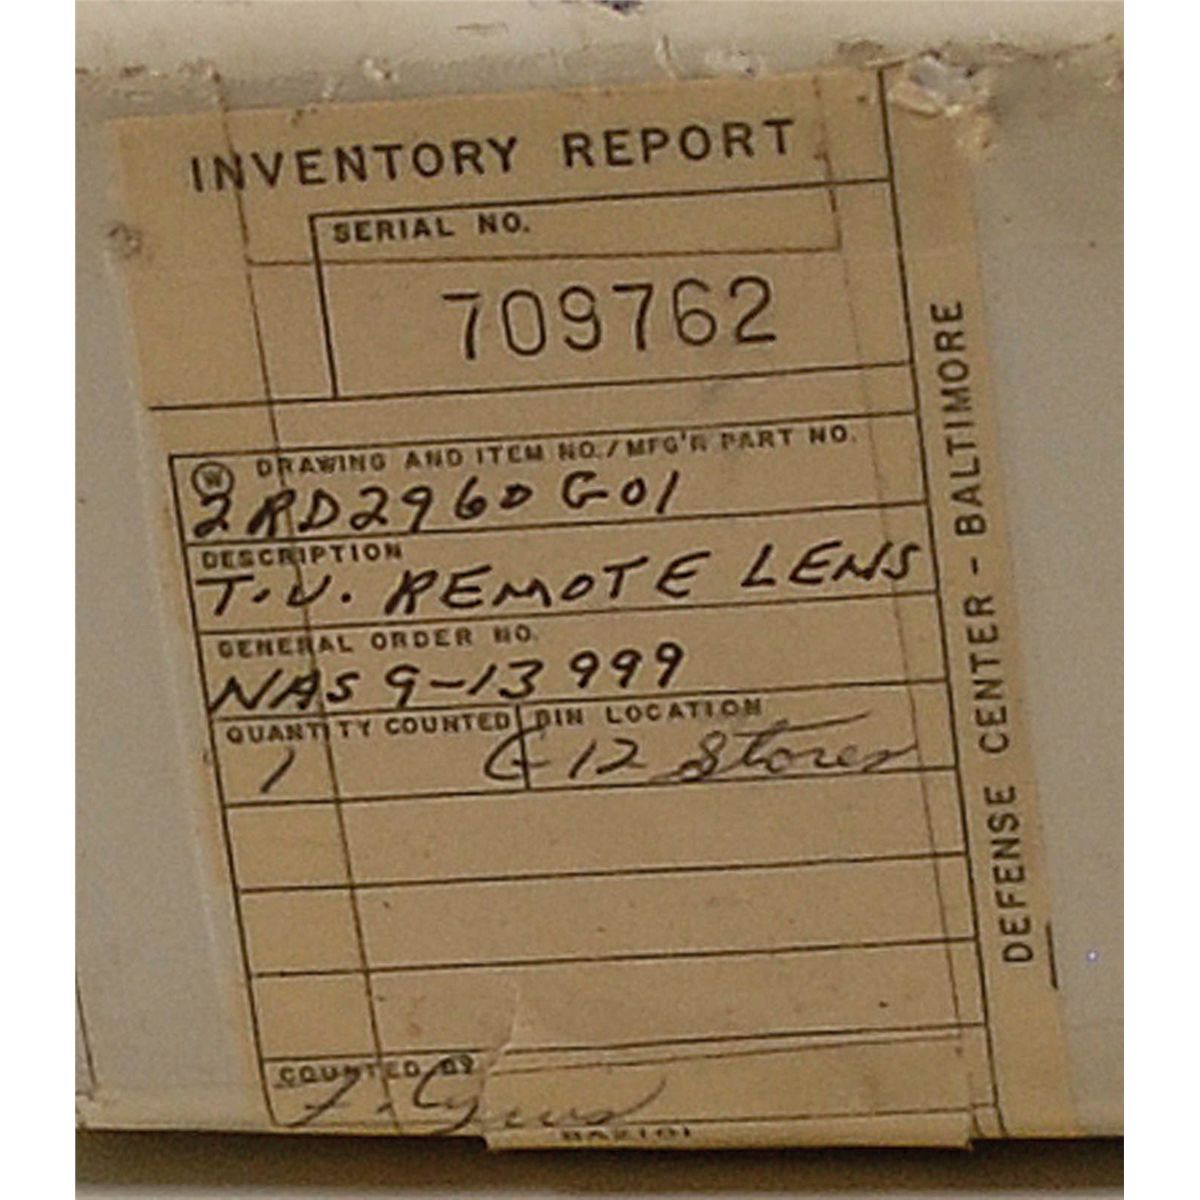 INVENTORY REPORT
SERIAL NO.
709762
W DRAWING AND ITEM NO./MFG'R PART NO.
2RD2960G01
DESCRIPTION
T.V. REMOTE LENS
GENERAL ORDER NO.
NAS 9-13999
QUANTITY COUNTED BIN LOCATION
1 G-12 Stores
COUNTED BY
DEFENSE CENTER - BALTIMORE